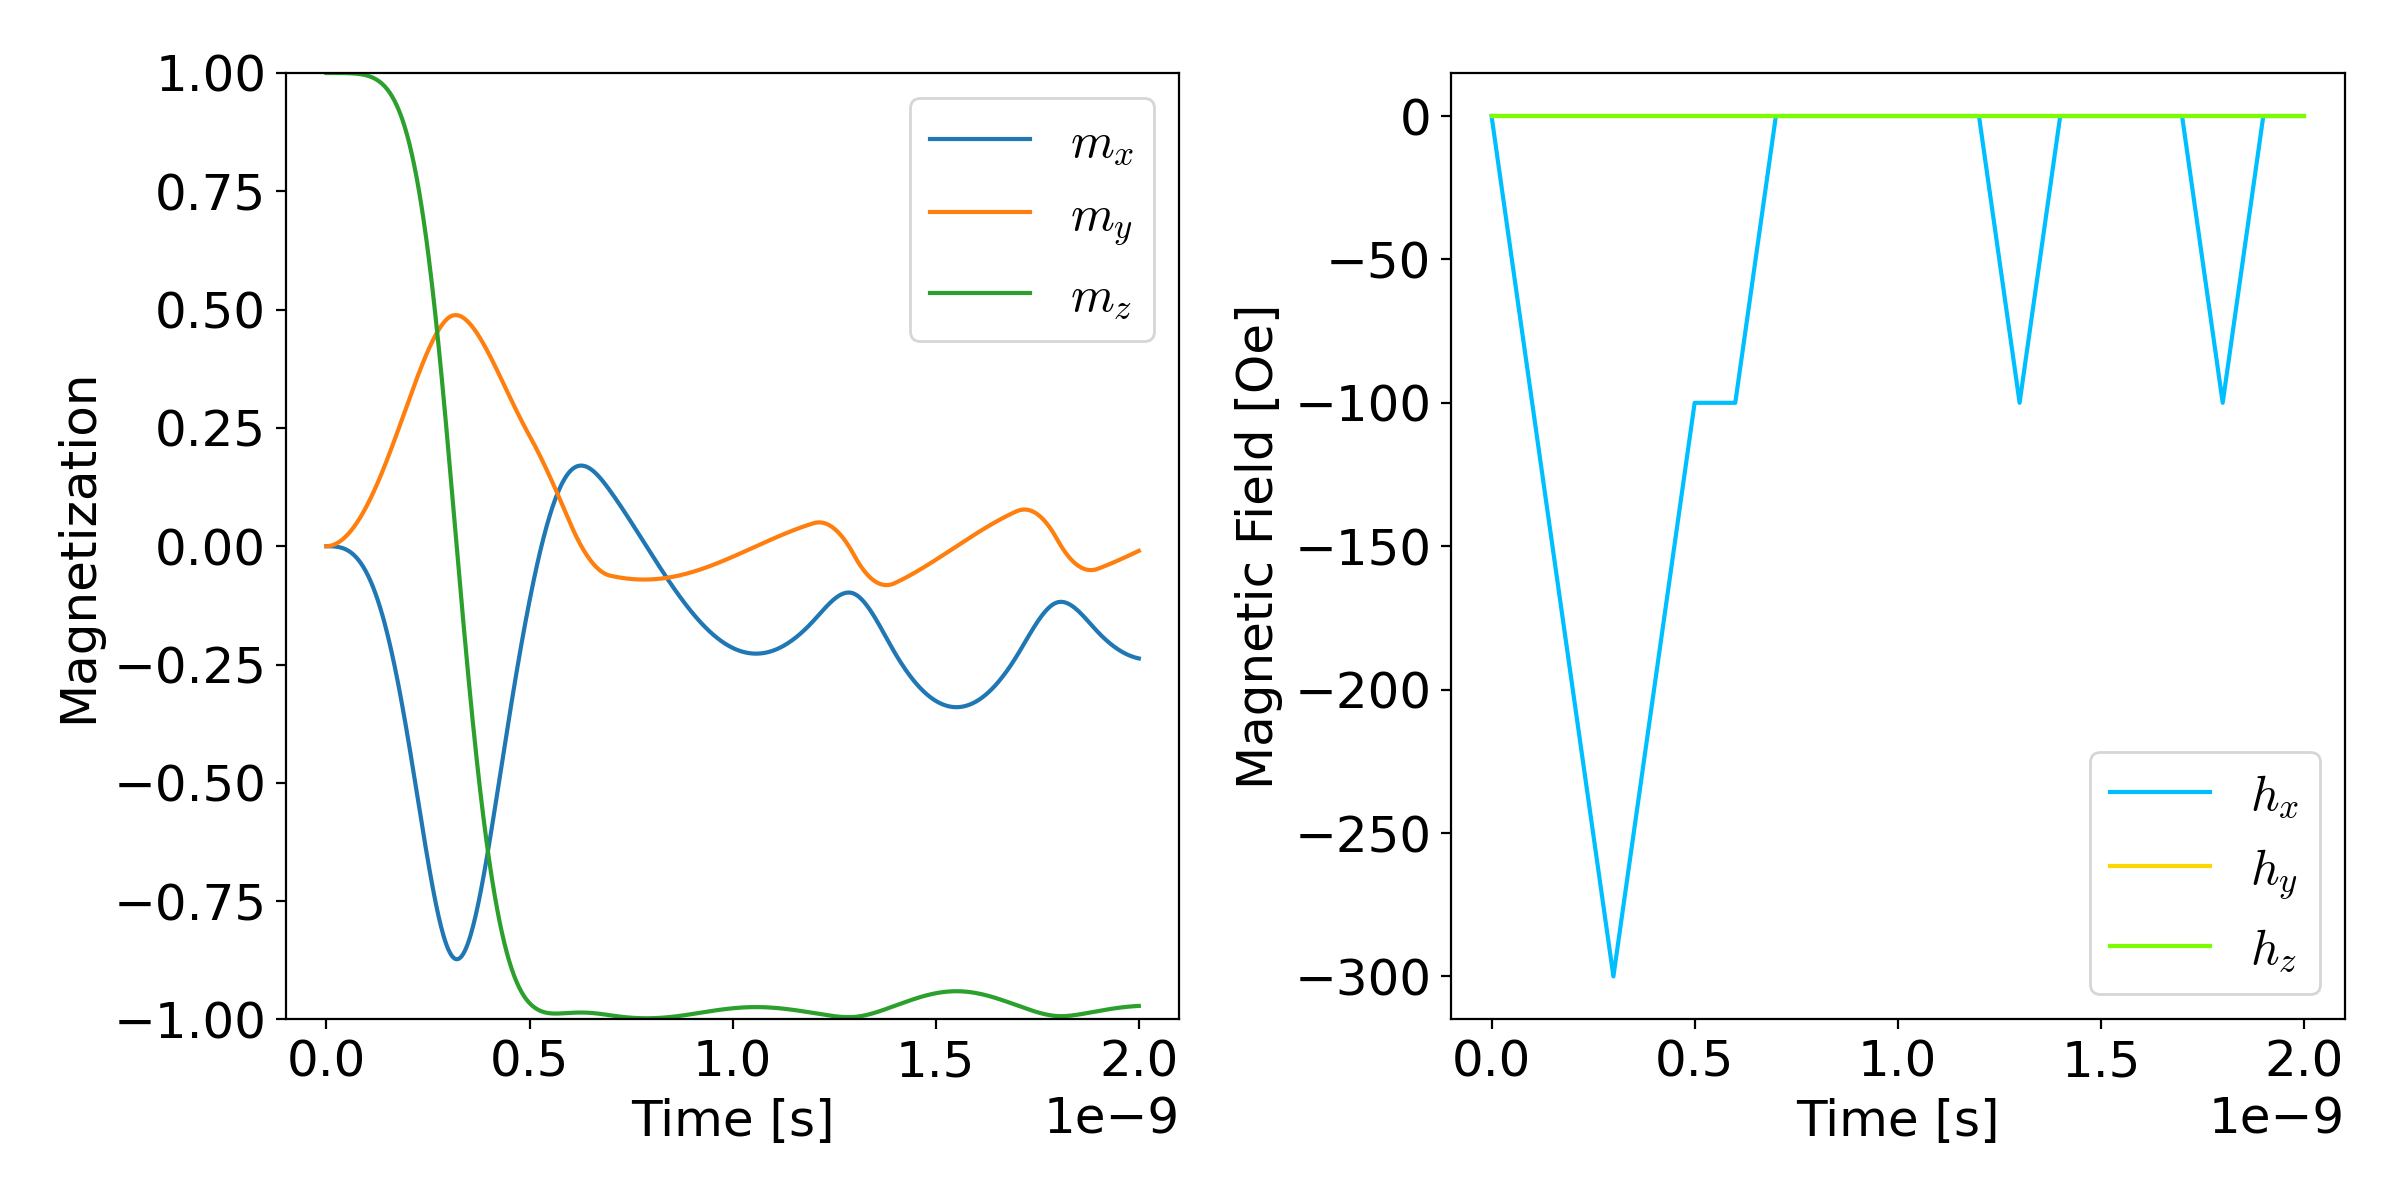 Magnetization
1.00
0.75
0.50
0.25
0.00
−0.25
−0.50
−0.75
−1.00
0.0 0.5 1.0 1.5 2.0
Time [s]
1e−9
m_x
m_y
m_z
Magnetic Field [Oe]
0
−50
−100
−150
−200
−250
−300
0.0 0.5 1.0 1.5 2.0
Time [s]
1e−9
h_x
h_y
h_z